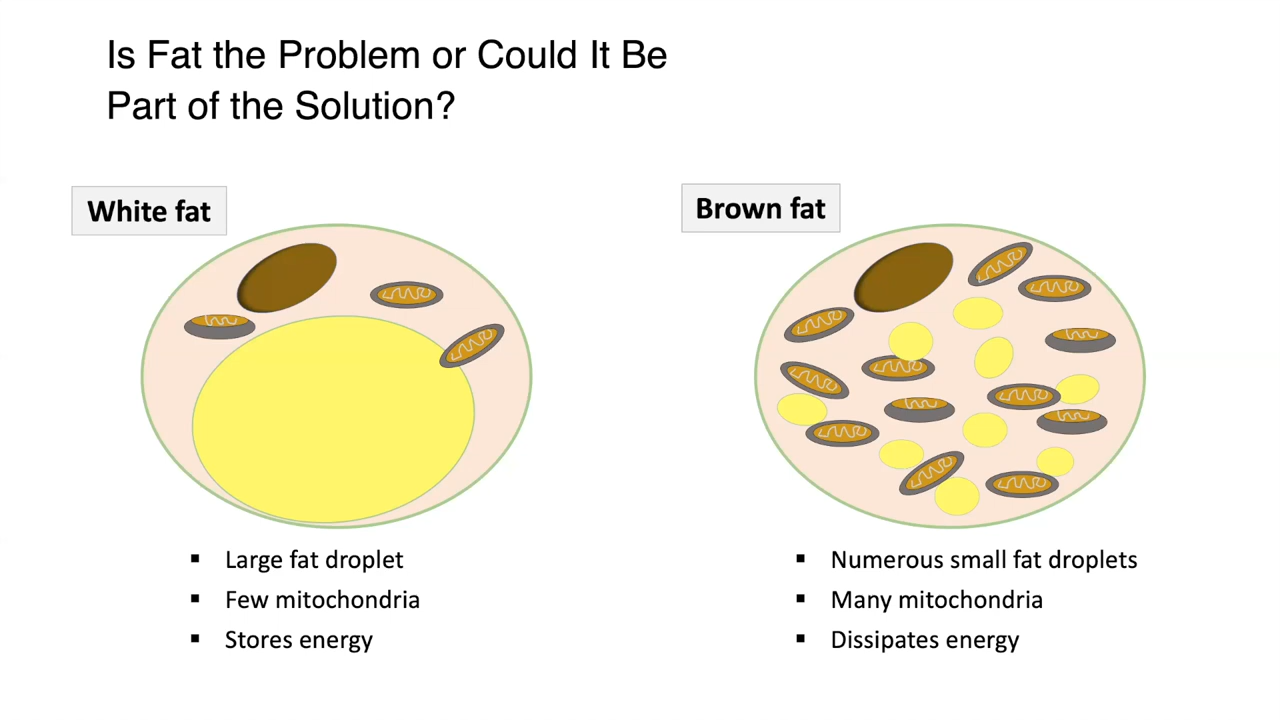 Is Fat the Problem or Could It Be
Part of the Solution?
White fat
▪ Large fat droplet
▪ Few mitochondria
▪ Stores energy
Brown fat
▪ Numerous small fat droplets
▪ Many mitochondria
▪ Dissipates energy